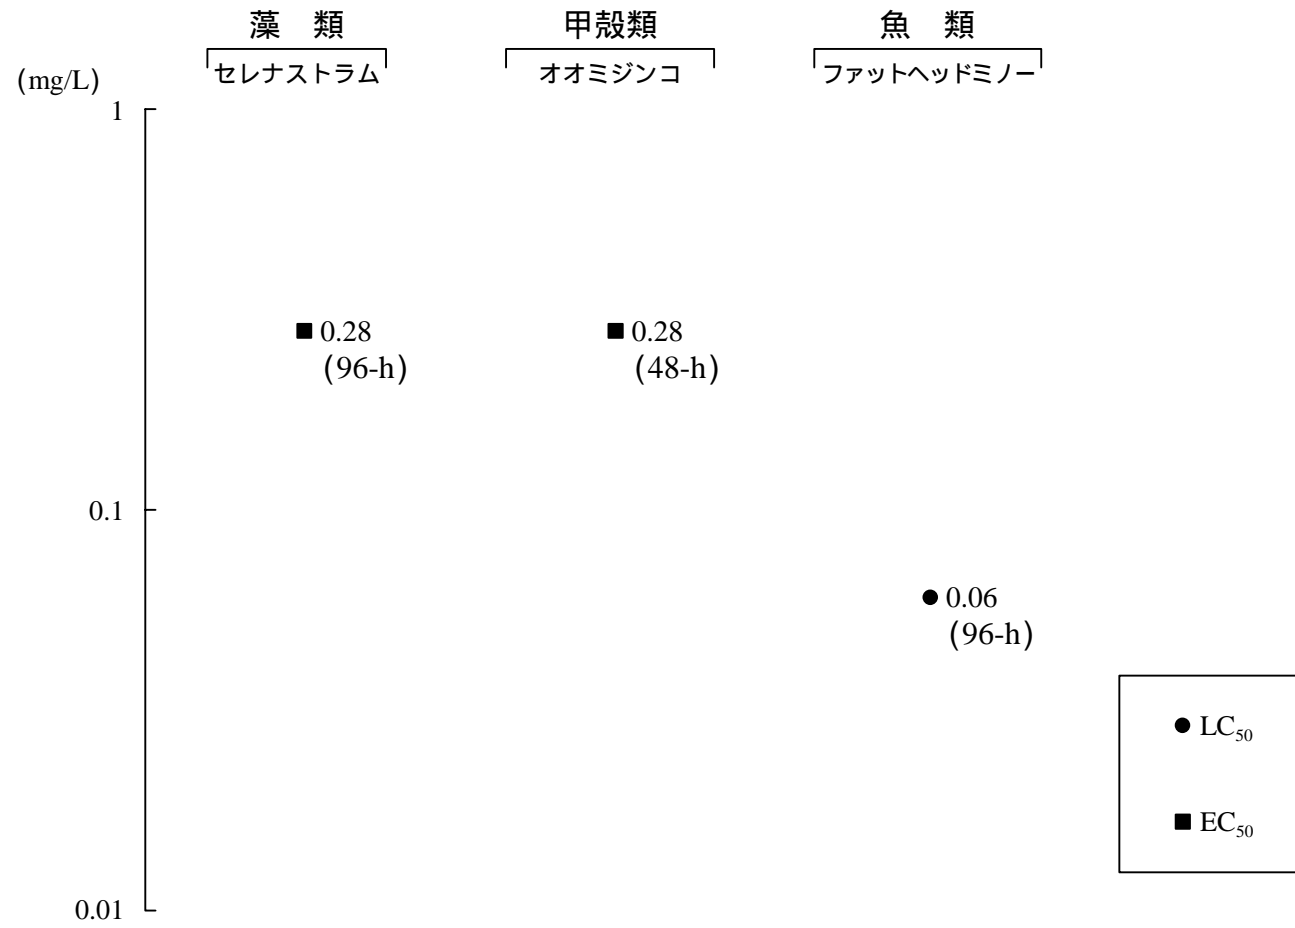 藻　類
甲殻類
魚　類
セレナストラム
オオミジンコ
ファットヘッドミノー
(mg/L)
1
0.28
(96-h)
0.28
(48-h)
0.1
0.06
(96-h)
LC50
EC50
0.01